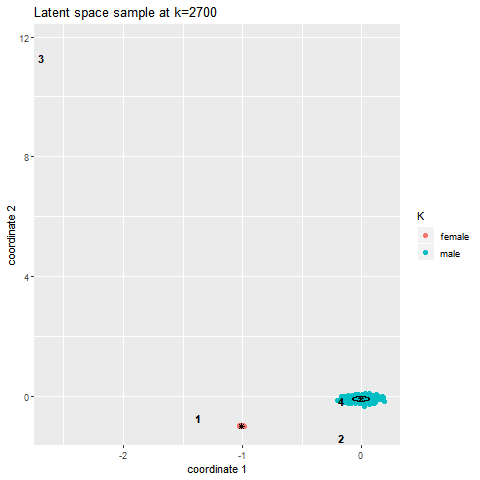 Latent space sample at k=2700
12
3
8
coordinate 2
4
0
4
1
2
-2
-1
0
coordinate 1
K
female
male